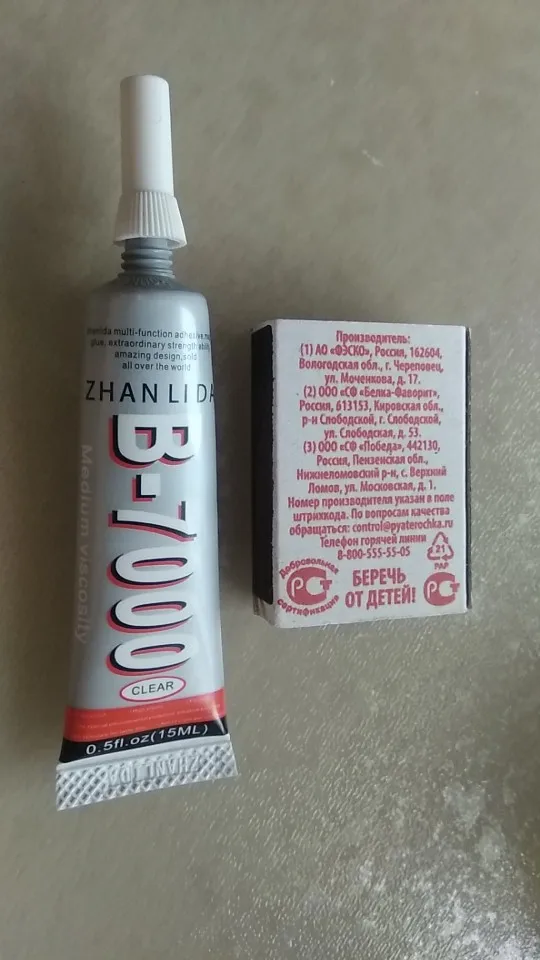 multi-function adhesive,
glue, extraordinary strength
amazing design,sold
all over the world
ZHANLIDA
B-7000
Medium viscosity
CLEAR
0.5fl.oz(15ML)
ZHANLIDA
Производитель:
(1) АО «ФЭСКО», Россия, 162604,
Вологодская обл., г. Череповец,
ул. Моченкова, д. 17.
(2) ООО «СФ «Белка-Фаворит»,
Россия, 613153, Кировская обл.,
р-н Слободской, г. Слободской,
ул. Слободская, д. 53.
(3) ООО «СФ «Победа», 442130,
Россия, Пензенская обл.,
Нижнеломовский р-н, с. Верхний
Ломов, ул. Московская, д. 1.
Номер производителя указан в поле
штрихкода. По вопросам качества
обращаться: control@pyaterochka.ru
Телефон горячей линии
8-800-555-55-05
21
PAP
Добровольная
РСТ
сертификация
БЕРЕЧЬ
ОТ ДЕТЕЙ!
РСТ